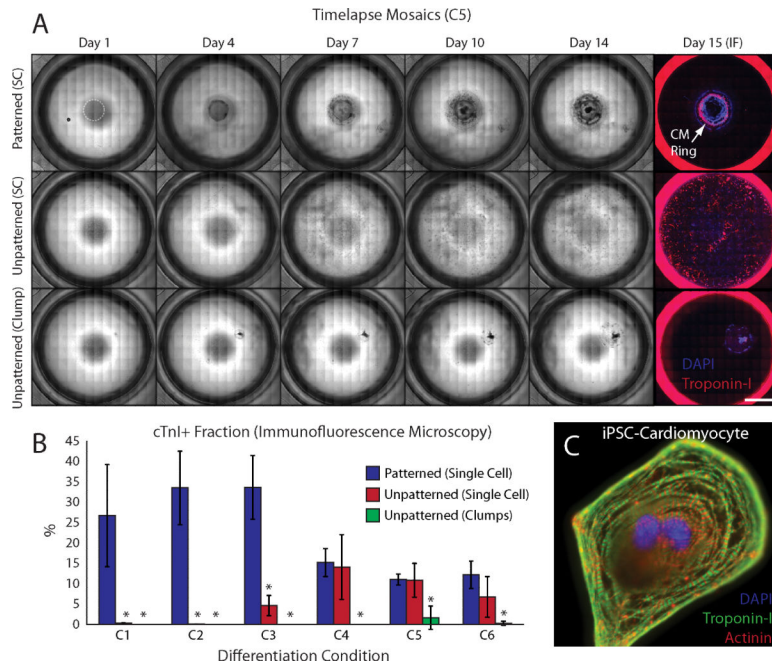 Timelapse Mosaics (C5)
A
Day 1 Day 4 Day 7 Day 10 Day 14 Day 15 (IF)
Patterned (SC)
CM
Ring
Unpatterned (SC)
Unpatterned (Clump)
DAPI
Troponin-I
B
cTnI+ Fraction (Immunofluorescence Microscopy)
45
40
35
30
25
20
15
10
5
0
%
Patterned (Single Cell)
Unpatterned (Single Cell)
Unpatterned (Clumps)
* * * * * * * * *
C1 C2 C3 C4 C5 C6
Differentiation Condition
C
iPSC-Cardiomyocyte
DAPI
Troponin-I
Actinin